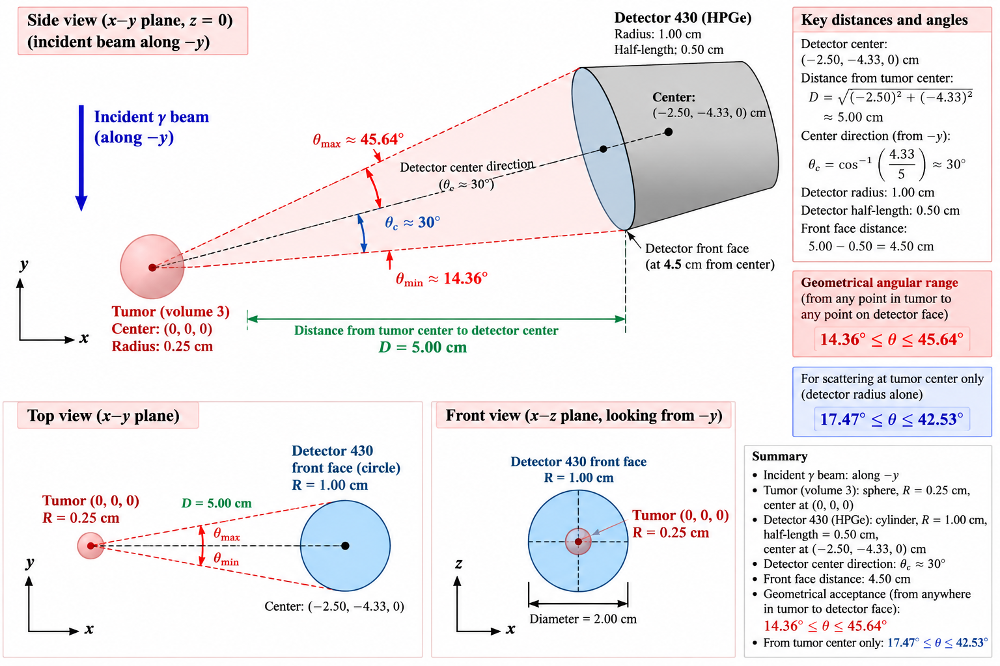 Side view (x–y plane, z = 0)
(incident beam along −y)
Incident γ beam
(along −y)
θmax ≈ 45.64°
Detector center direction
(θc ≈ 30°)
θc ≈ 30°
θmin ≈ 14.36°
Detector 430 (HPGe)
Radius: 1.00 cm
Half-length; 0.50 cm
Center:
(−2.50, −4.33, 0) cm
Detector front face
(at 4.5 cm from center)
y
x
Tumor (volume 3)
Center: (0, 0, 0)
Radius: 0.25 cm
Distance from tumor center to detector center
D = 5.00 cm
Key distances and angles
Detector center:
(−2.50, −4.33, 0) cm
Distance from tumor center:
D = √(−2.50)² + (−4.33)²
≈ 5.00 cm
Center direction (from −y):
θc = cos⁻¹ (4.33/5) ≈ 30°
Detector radius: 1.00 cm
Detector half-length: 0.50 cm
Front face distance:
5.00 − 0.50 = 4.50 cm
Geometrical angular range
(from any point in tumor to
any point on detector face)
14.36° ≤ θ ≤ 45.64°
For scattering at tumor center only
(detector radius alone)
17.47° ≤ θ ≤ 42.53°
Top view (x–y plane)
Detector 430
front face (circle)
R = 1.00 cm
Tumor (0, 0, 0)
R = 0.25 cm
D = 5.00 cm
θmax
θmin
y
x
Center: (−2.50, −4.33, 0)
Front view (x–z plane, looking from −y)
Detector 430 front face
R = 1.00 cm
Tumor (0, 0, 0)
R = 0.25 cm
z
x
Diameter = 2.00 cm
Summary
• Incident γ beam: along −y
• Tumor (volume 3): sphere, R = 0.25 cm,
center at (0, 0, 0)
• Detector 430 (HPGe): cylinder, R = 1.00 cm,
half-length = 0.50 cm,
center at (−2.50, −4.33, 0) cm
• Detector center direction: θc ≈ 30°
• Front face distance: 4.50 cm
• Geometrical acceptance (from anywhere
in tumor to detector face):
14.36° ≤ θ ≤ 45.64°
• From tumor center only: 17.47° ≤ θ ≤ 42.53°